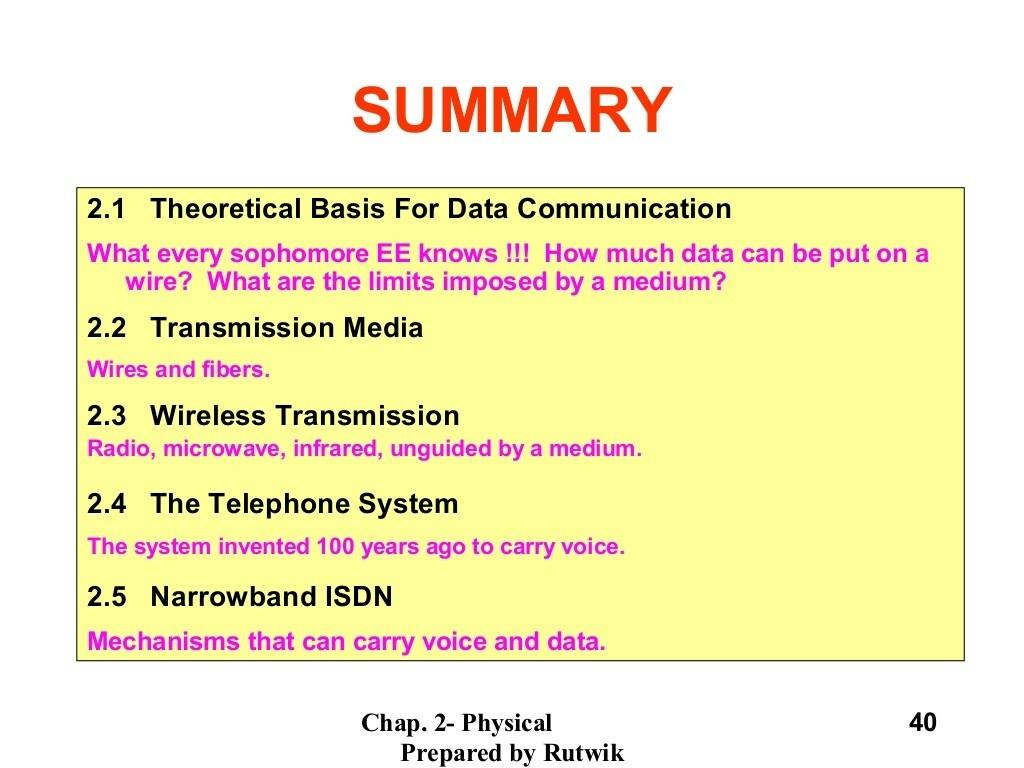 SUMMARY
2.1 Theoretical Basis For Data Communication
What every sophomore EE knows !!! How much data can be put on a
wire? What are the limits imposed by a medium?
2.2 Transmission Media
Wires and fibers.
2.3 Wireless Transmission
Radio, microwave, infrared, unguided by a medium.
2.4 The Telephone System
The system invented 100 years ago to carry voice.
2.5 Narrowband ISDN
Mechanisms that can carry voice and data.
Chap. 2- Physical 40
Prepared by Rutwik